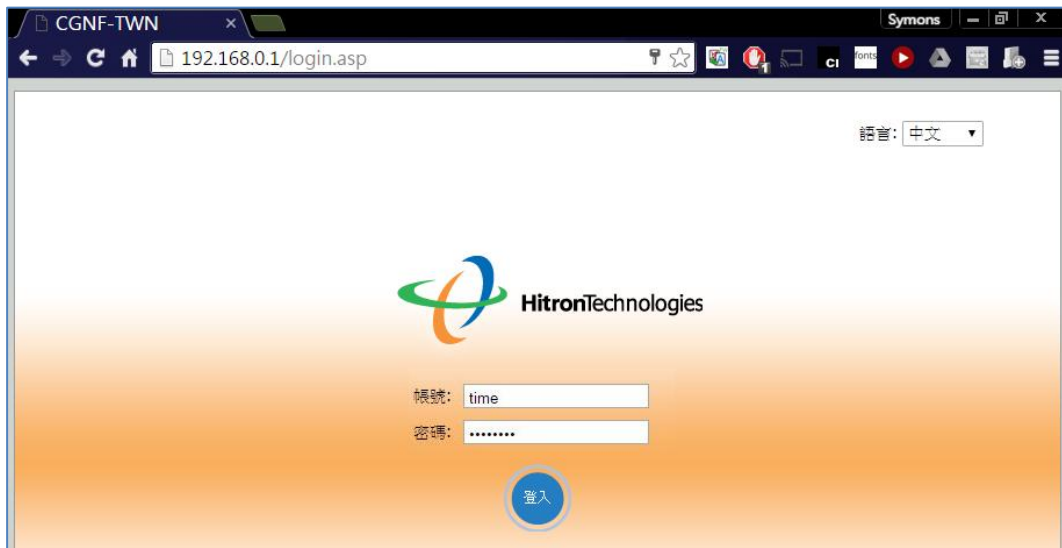 CGNF-TWN
Symons
192.168.0.1/login.asp
1
CI
fonts
語言: 中文
HitronTechnologies
帳號: time
密碼: ••••••••
登入